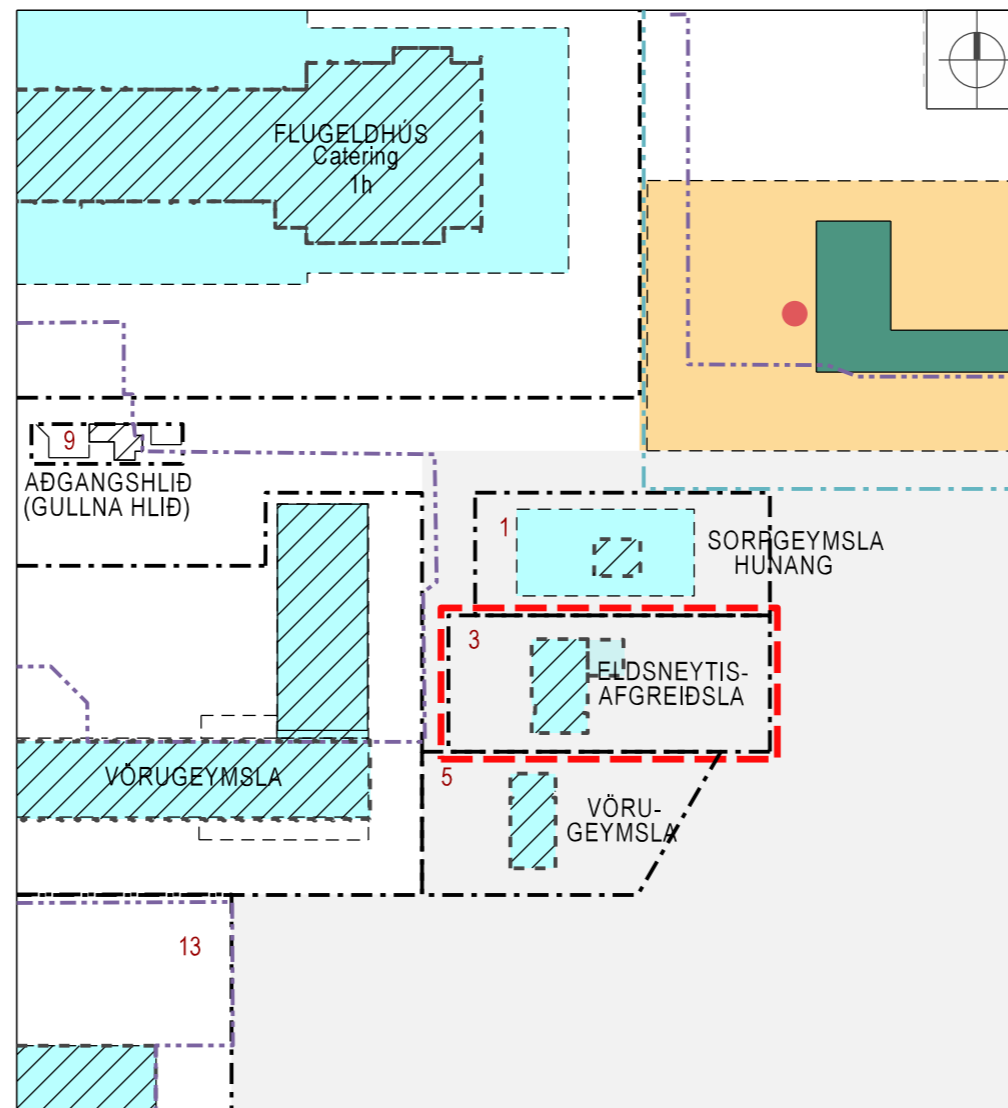 FLUGELDHÚS
Catering
1h
9
AÐGANGSHLIÐ
(GULLNA HLIÐ)
1
SORPGEYMSLA
HUNANG
3
ELDSNEYTIS-
AFGREIÐSLA
VÖRUGEYMSLA
5
VÖRU-
GEYMSLA
13